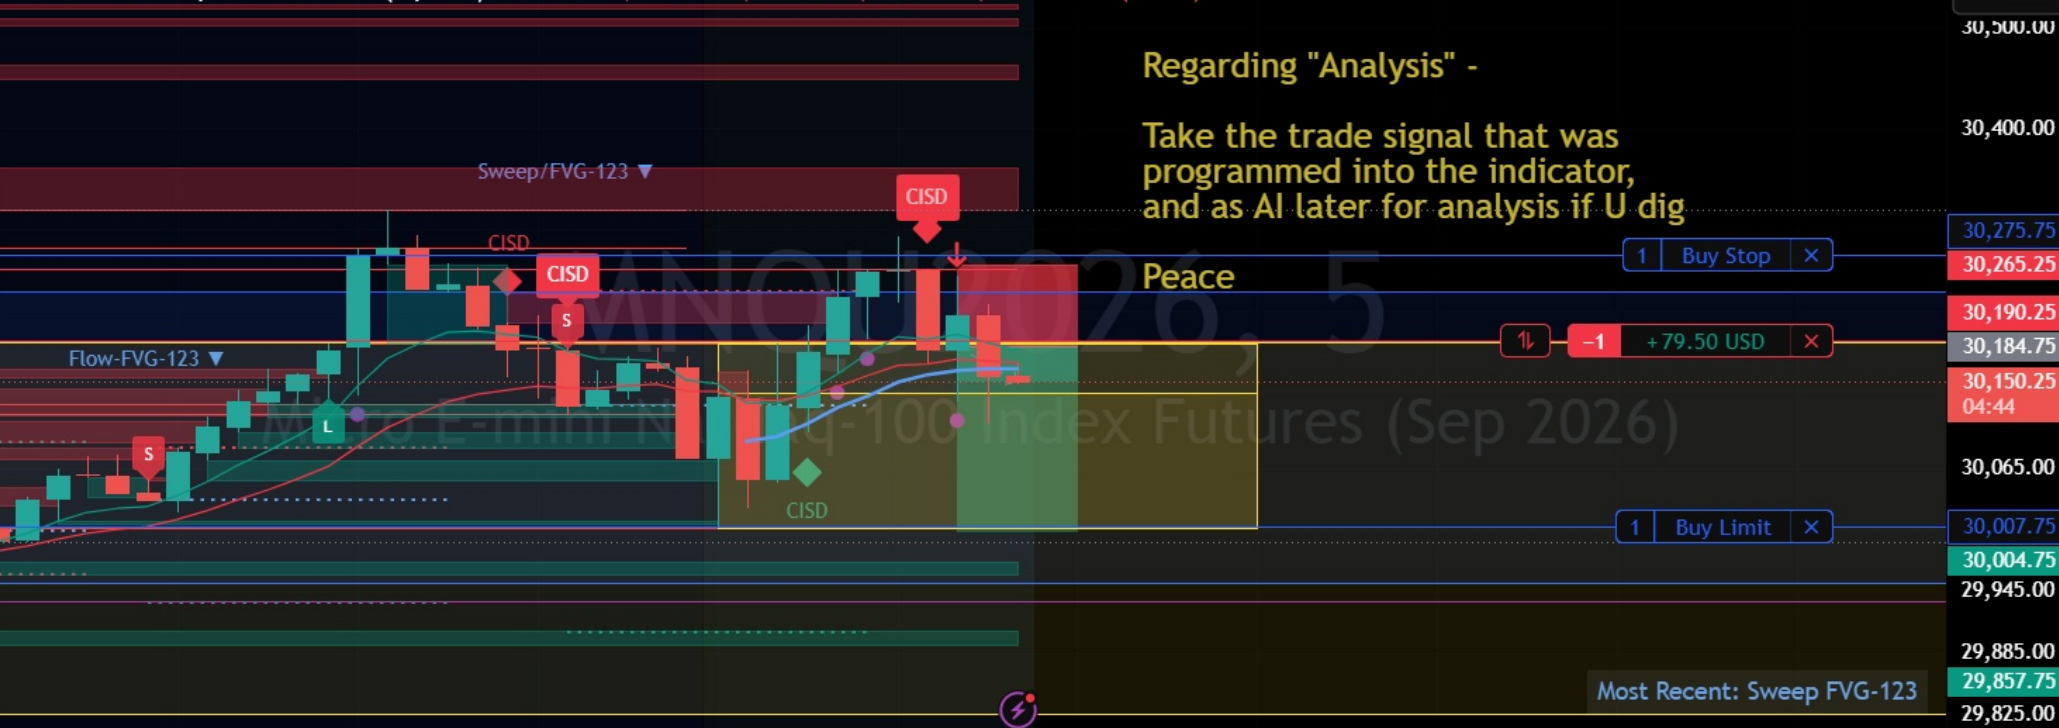 30,500.00
Regarding "Analysis" -
30,400.00
Take the trade signal that was
programmed into the indicator,
and as AI later for analysis if U dig
Sweep/FVG-123 ▼
CISD
30,275.75
CISD
1 Buy Stop ×
30,265.25
CISD
Peace
MNQU2026, 5
S
30,190.25
Flow-FVG-123 ▼
−1 +79.50 USD ×
30,184.75
30,150.25
04:44
L
Micro E-mini Nasdaq-100 Index Futures (Sep 2026)
S
30,065.00
CISD
1 Buy Limit ×
30,007.75
30,004.75
29,945.00
29,885.00
29,857.75
Most Recent: Sweep FVG-123
29,825.00